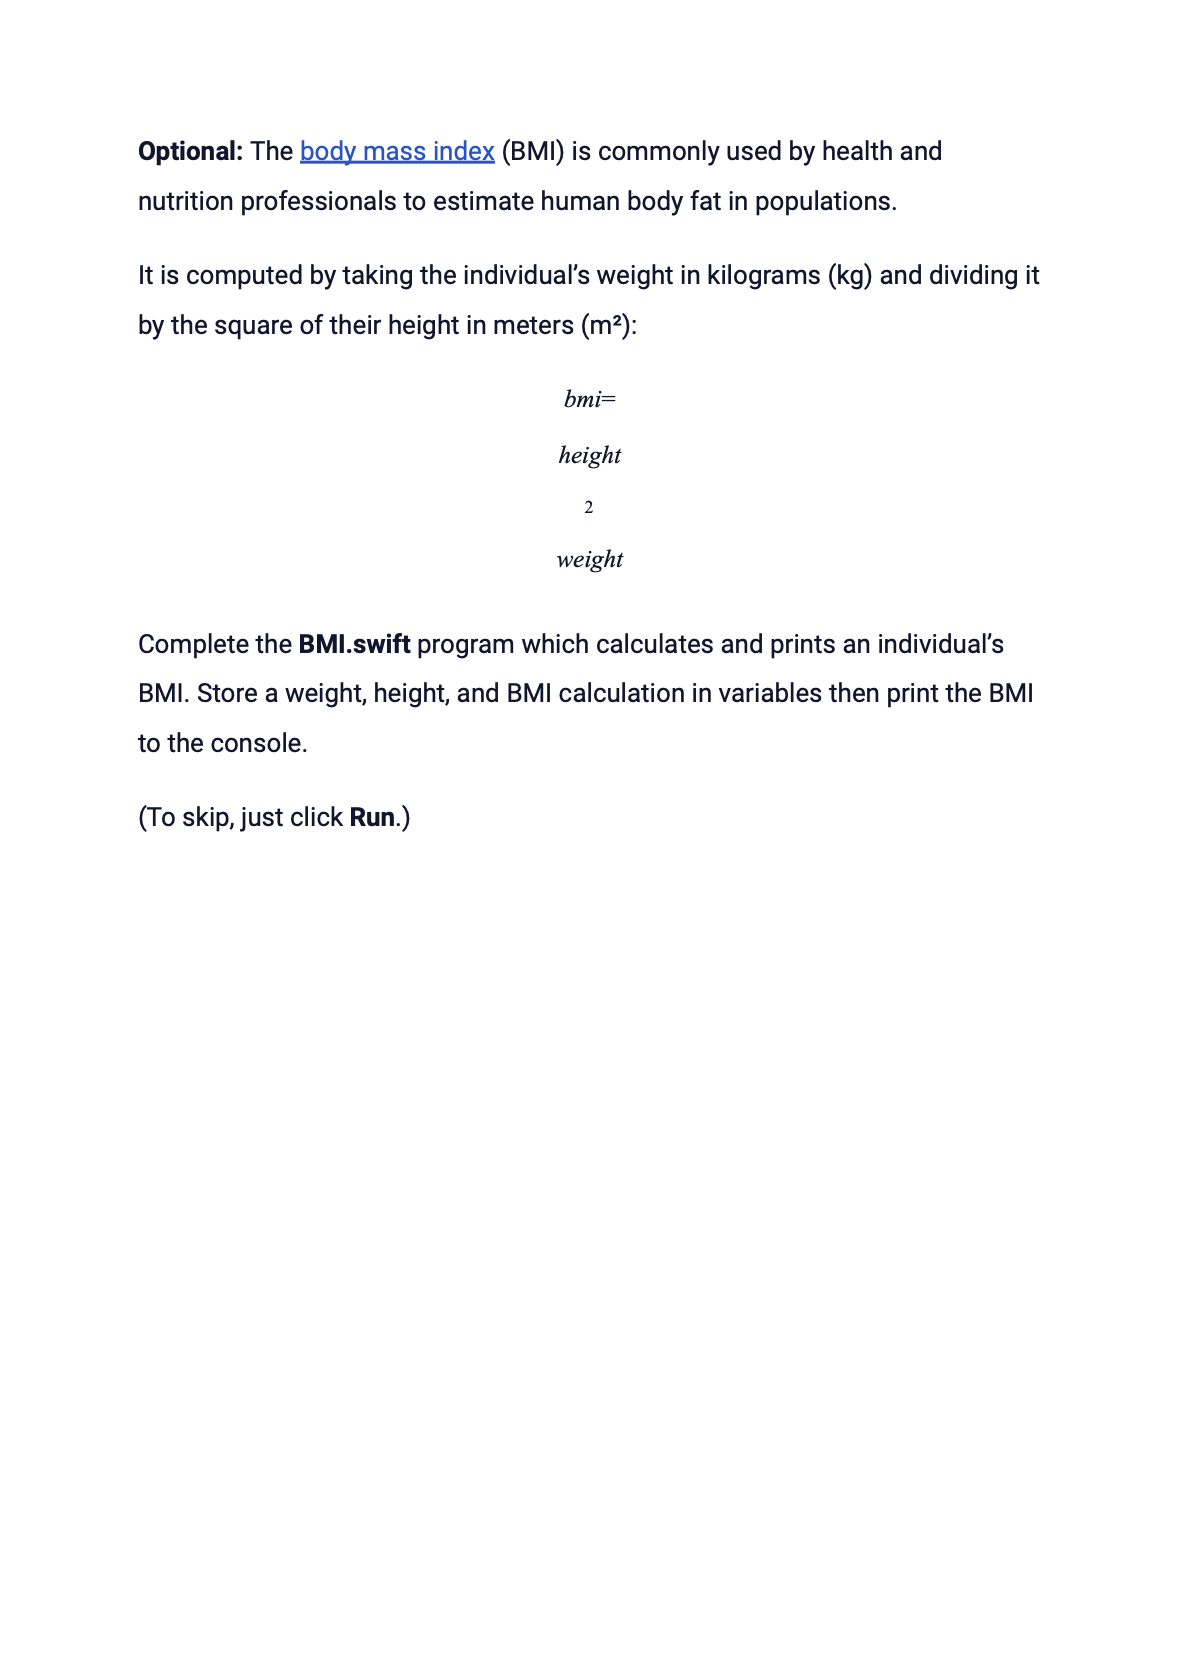 Optional: The body mass index (BMI) is commonly used by health and
nutrition professionals to estimate human body fat in populations.
It is computed by taking the individual’s weight in kilograms (kg) and dividing it
by the square of their height in meters (m²):
bmi=
height
2
weight
Complete the BMI.swift program which calculates and prints an individual’s
BMI. Store a weight, height, and BMI calculation in variables then print the BMI
to the console.
(To skip, just click Run.)